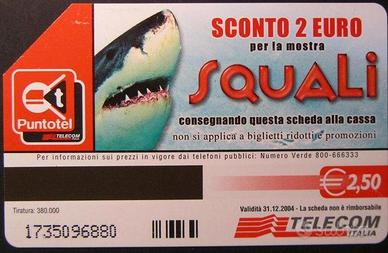 SCONTO 2 EURO
per la mostra
SQUALi
consegnando questa scheda alla cassa
non si applica a biglietti ridotti e promozioni
€t
Puntotel
TELECOM
Per informazioni sui prezzi in vigore dai telefoni pubblici: Numero Verde 800-666333
€ 2,50
Tiratura: 380.000
Validità 31.12.2004 - La scheda non è rimborsabile
1735096880
TELECOM
ITALIA